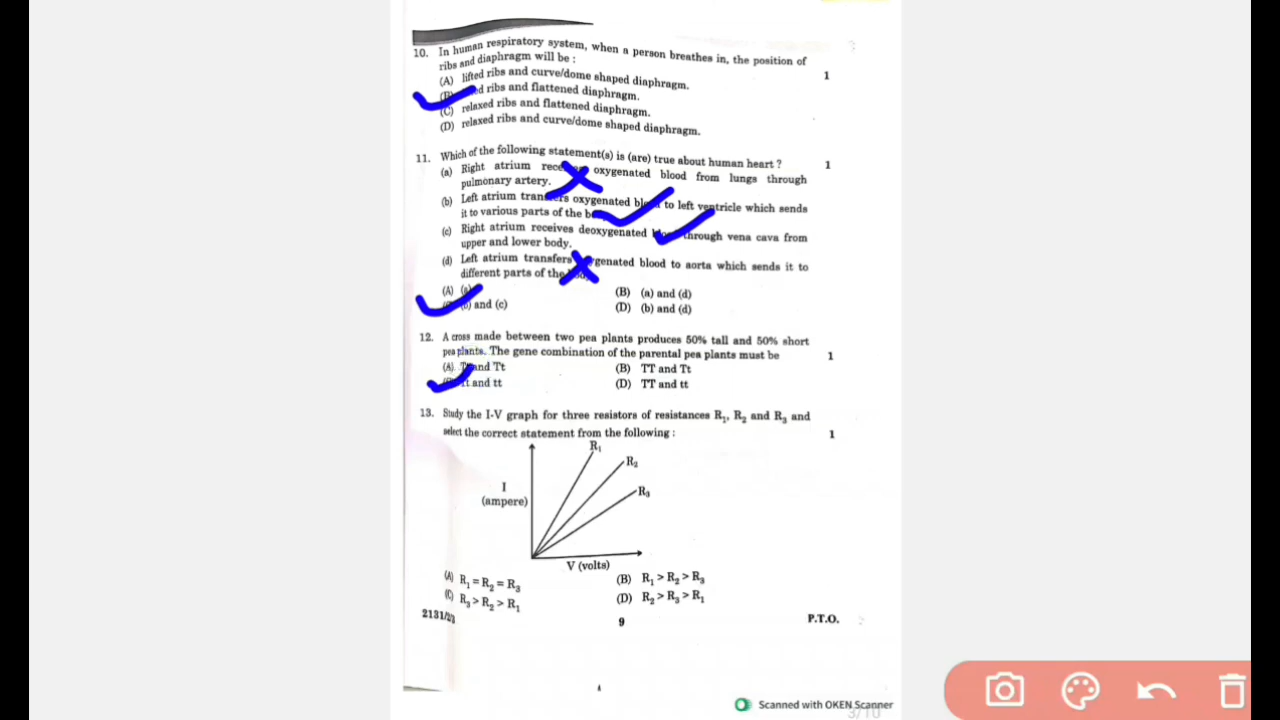 10. In human respiratory system, when a person breathes in, the position of
ribs and diaphragm will be : 1
(A) lifted ribs and curve/dome shaped diaphragm.
ribs and flattened diaphragm.
(C) relaxed ribs and flattened diaphragm.
(D) relaxed ribs and curve/dome shaped diaphragm.
11. Which of the following statement(s) is (are) true about human heart ? 1
(a) Right atrium oxygenated blood from lungs through
pulmonary artery.
(b) Left atrium oxygenated to left ventricle which sends
it to various parts of the
(c) Right atrium receives deoxygenated through vena cava from
upper and lower body.
(d) Left atrium transfers blood to aorta which sends it to
different parts of the
(A) (a) (B) (a) and (d)
(b) and (c) (D) (b) and (d)
12. A cross made between two pea plants produces 50% tall and 50% short
pea plants. The gene combination of the parental pea plants must be 1
(A) and Tt (B) TT and Tt
and tt (D) TT and tt
13. Study the I-V graph for three resistors of resistances R₁, R₂ and R₃ and
select the correct statement from the following : 1
R₁
R₂
R₃
I
(ampere)
V (volts)
(A) R₁ = R₂ = R₃ (B) R₁ > R₂ > R₃
(C) R₃ > R₂ > R₁ (D) R₂ > R₃ > R₁
9 P.T.O.
Scanned with OKEN Scanner
3/10